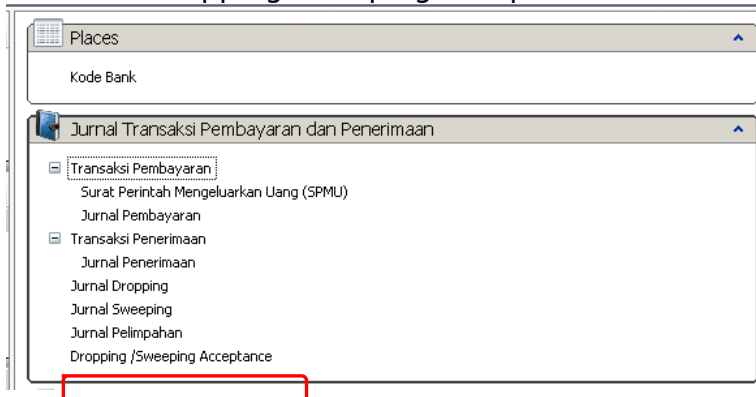 Places
Kode Bank
Jurnal Transaksi Pembayaran dan Penerimaan
Transaksi Pembayaran
Surat Perintah Mengeluarkan Uang (SPMU)
Jurnal Pembayaran
Transaksi Penerimaan
Jurnal Penerimaan
Jurnal Dropping
Jurnal Sweeping
Jurnal Pelimpahan
Dropping /Sweeping Acceptance